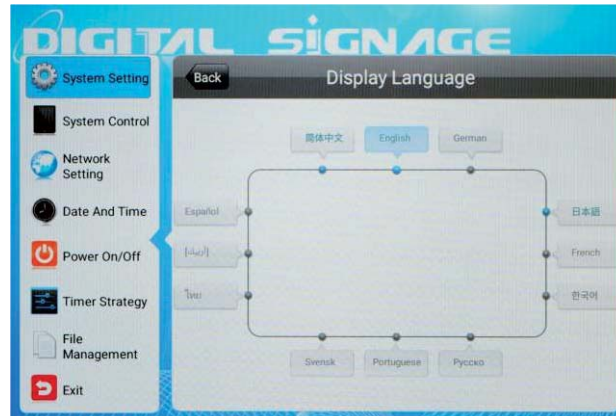 DIGITAL SiGNAGE
System Setting
System Control
Network
Setting
Date And Time
Power On/Off
Timer Strategy
File
Management
Exit
Back
Display Language
简体中文
English
German
Español
ไทย
日本語
French
한국어
Svensk
Portuguese
Русско